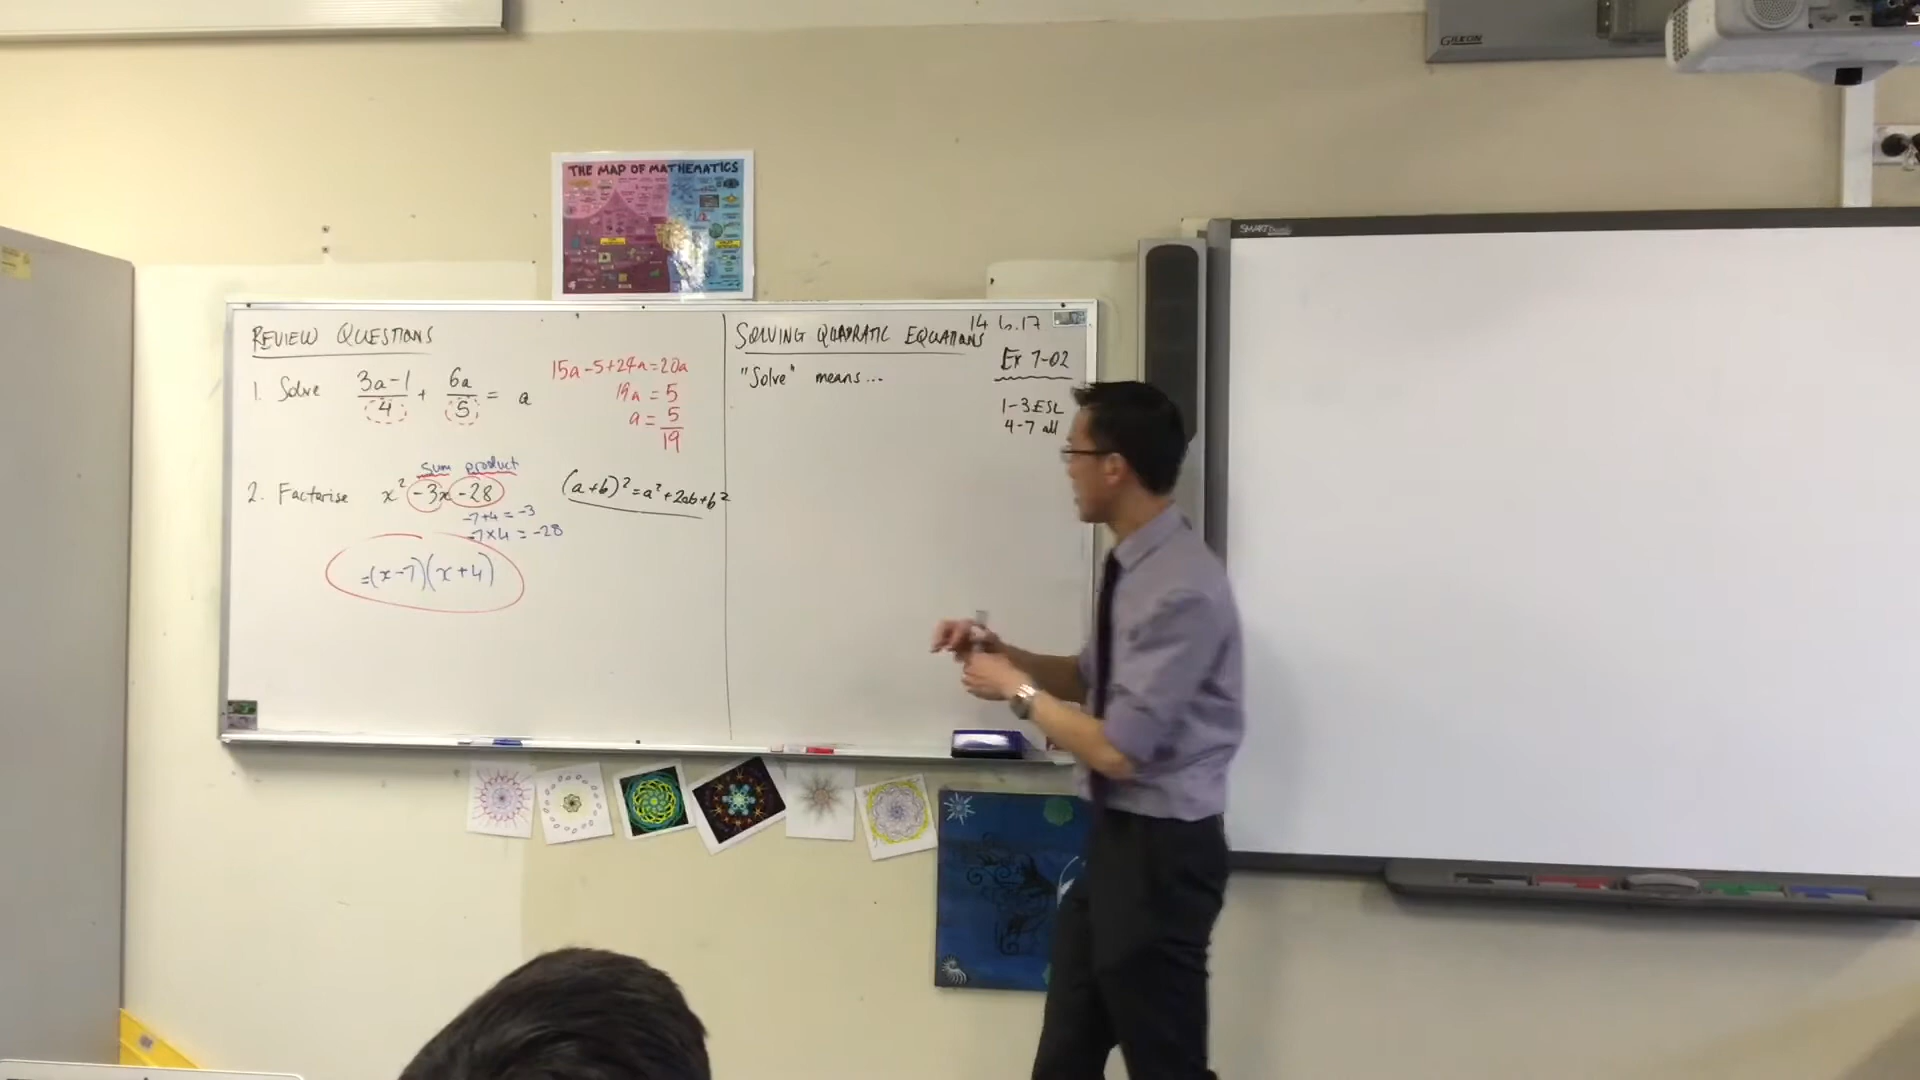 GILKON
THE MAP OF MATHEMATICS
SMART
REVIEW QUESTIONS
1. Solve 3a-1/4 + 6a/5 = a
15a-5+24a=20a
19a = 5
a = 5/19
sum product
2. Factorise x² -3x -28
-7+4 = -3
-7×4 = -28
=(x-7)(x+4)
(a+b)²=a²+2ab+b²
SOLVING QUADRATIC EQUATIONS
14 6.17
"Solve" means...
Ex 7-02
1-3 ESL
4-7 all